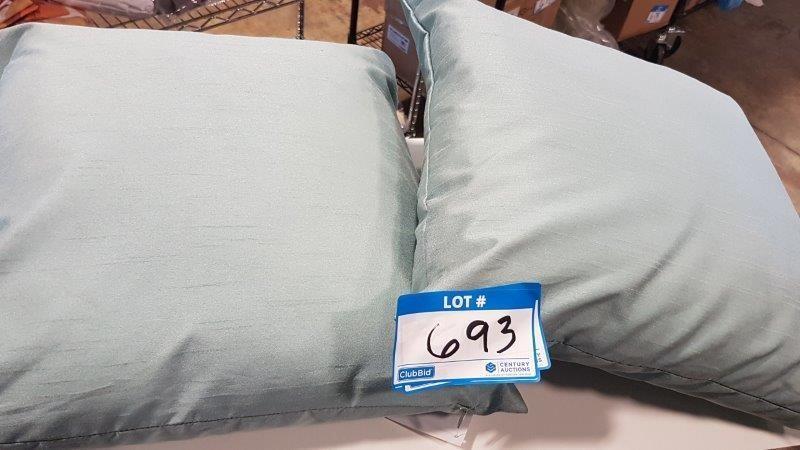 LOT #
693
ClubBid
CENTURY
AUCTIONS